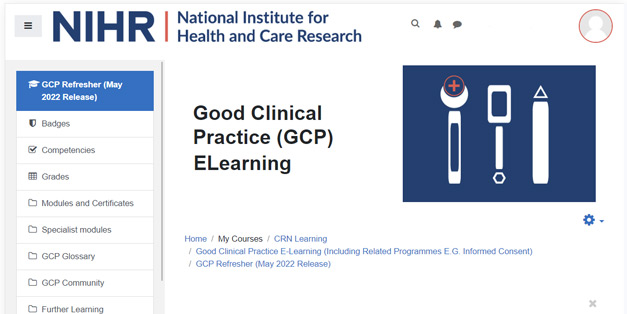 NIHR | National Institute for
Health and Care Research
GCP Refresher (May
2022 Release)
Badges
Competencies
Grades
Modules and Certificates
Specialist modules
GCP Glossary
GCP Community
Further Learning
Good Clinical
Practice (GCP)
ELearning
Home / My Courses / CRN Learning
/ Good Clinical Practice E-Learning (Including Related Programmes E.G. Informed Consent)
/ GCP Refresher (May 2022 Release)